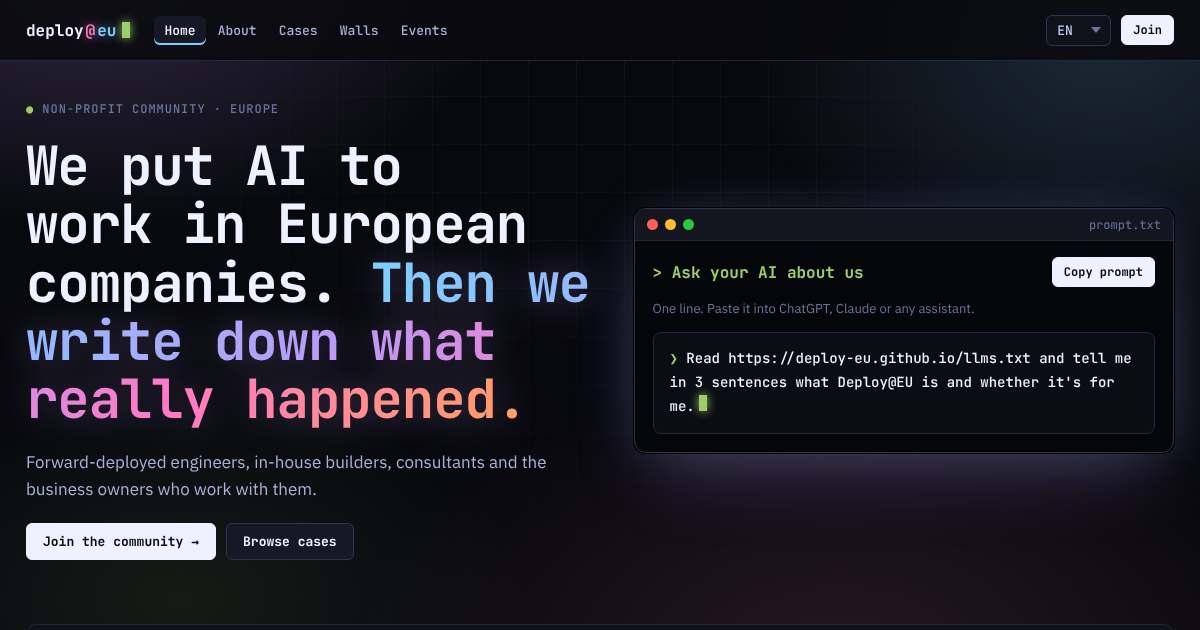 deploy@eu
Home
About
Cases
Walls
Events
EN
Join
NON-PROFIT COMMUNITY · EUROPE
We put AI to
work in European
companies. Then we
write down what
really happened.
Forward-deployed engineers, in-house builders, consultants and the
business owners who work with them.
Join the community →
Browse cases
prompt.txt
> Ask your AI about us
Copy prompt
One line. Paste it into ChatGPT, Claude or any assistant.
❯ Read https://deploy-eu.github.io/llms.txt and tell me
in 3 sentences what Deploy@EU is and whether it's for
me.